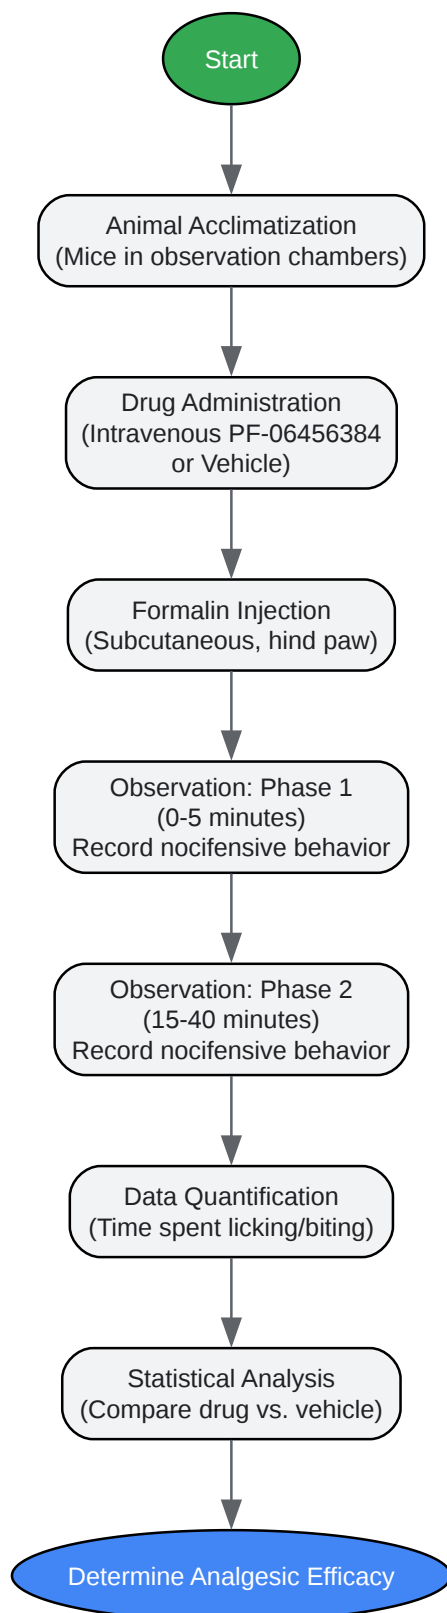 Start
Animal Acclimatization
(Mice in observation chambers)
Drug Administration
(Intravenous PF-06456384
or Vehicle)
Formalin Injection
(Subcutaneous, hind paw)
Observation: Phase 1
(0-5 minutes)
Record nocifensive behavior
Observation: Phase 2
(15-40 minutes)
Record nocifensive behavior
Data Quantification
(Time spent licking/biting)
Statistical Analysis
(Compare drug vs. vehicle)
Determine Analgesic Efficacy